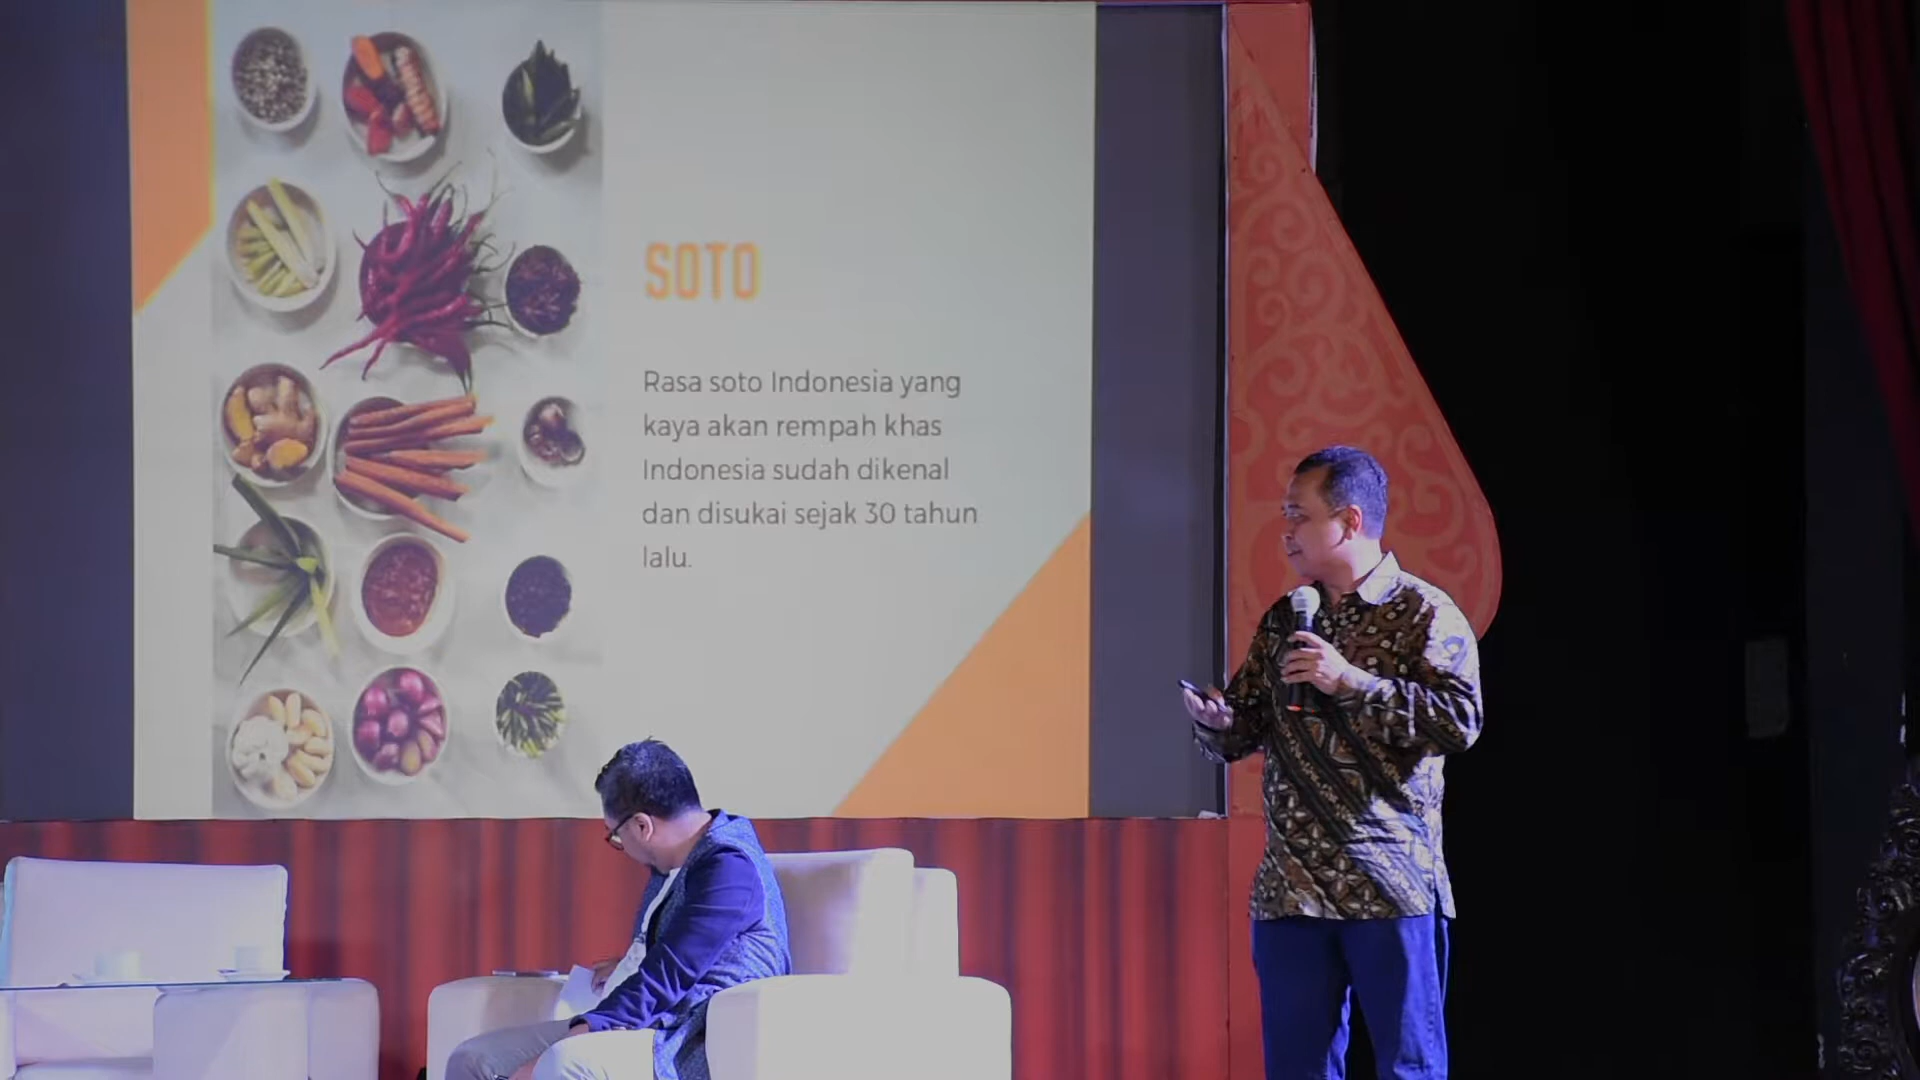 SOTO
Rasa soto Indonesia yang
kaya akan rempah khas
Indonesia sudah dikenal
dan disukai sejak 30 tahun
lalu.